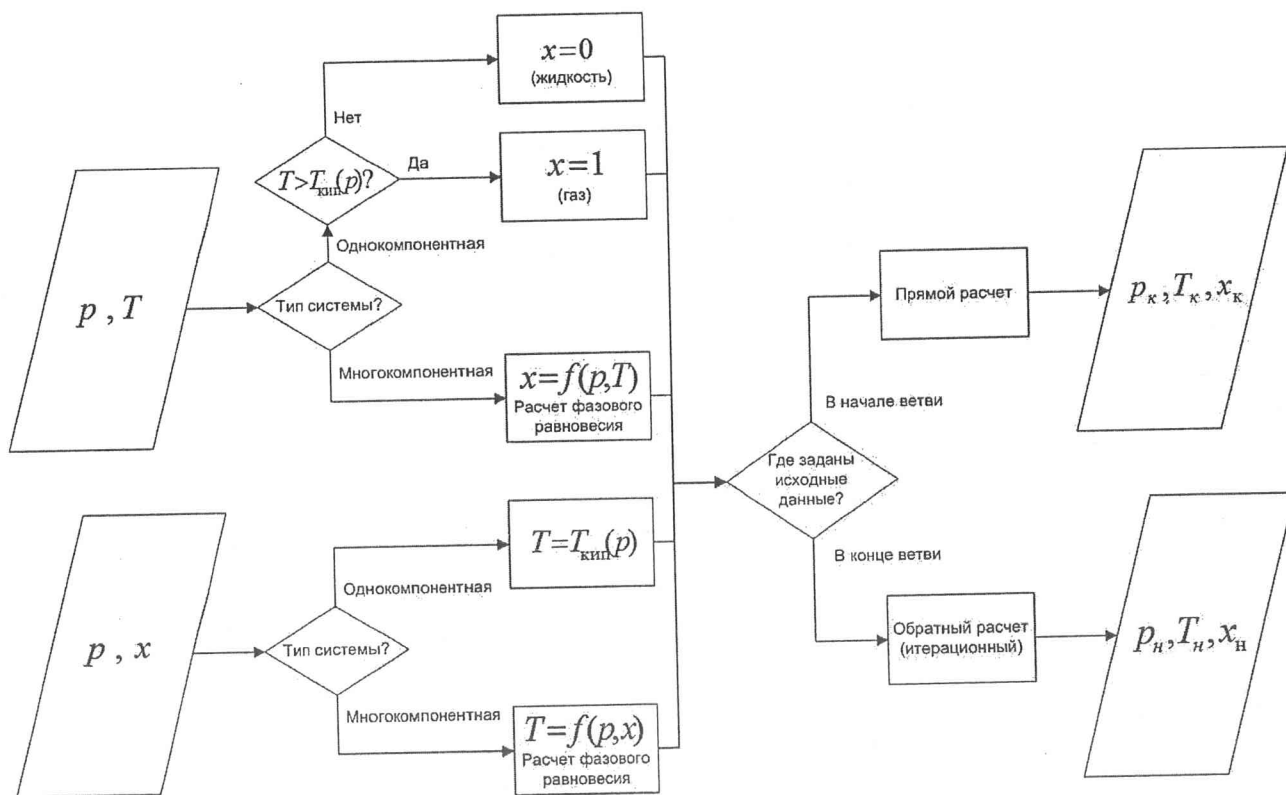 x=0
(жидкость)
Нет
T>Tкип(p)?
Да
x=1
(газ)
Однокомпонентная
p , T
Тип системы?
Многокомпонентная
x=f(p,T)
Расчет фазового
равновесия
Прямой расчет
pк,Tк,xк
В начале ветви
Где заданы
исходные
данные?
В конце ветви
Обратный расчет
(итерационный)
pн,Tн,xн
T=Tкип(p)
Однокомпонентная
p , x
Тип системы?
Многокомпонентная
T=f(p,x)
Расчет фазового
равновесия